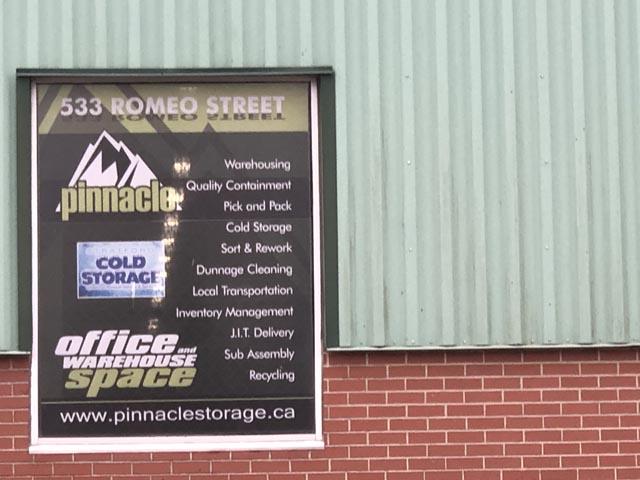 533 ROMEO STREET
pinnacle
Warehousing
Quality Containment
Pick and Pack
Cold Storage
Sort & Rework
Dunnage Cleaning
Local Transportation
Inventory Management
J.I.T. Delivery
Sub Assembly
Recycling
COLD
STORAGE
office and
WAREHOUSE
space
www.pinnaclestorage.ca